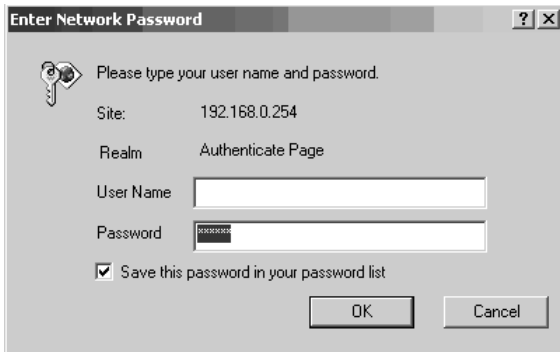 Enter Network Password
? X
Please type your user name and password.
Site: 192.168.0.254
Realm Authenticate Page
User Name
Password ******
Save this password in your password list
OK Cancel